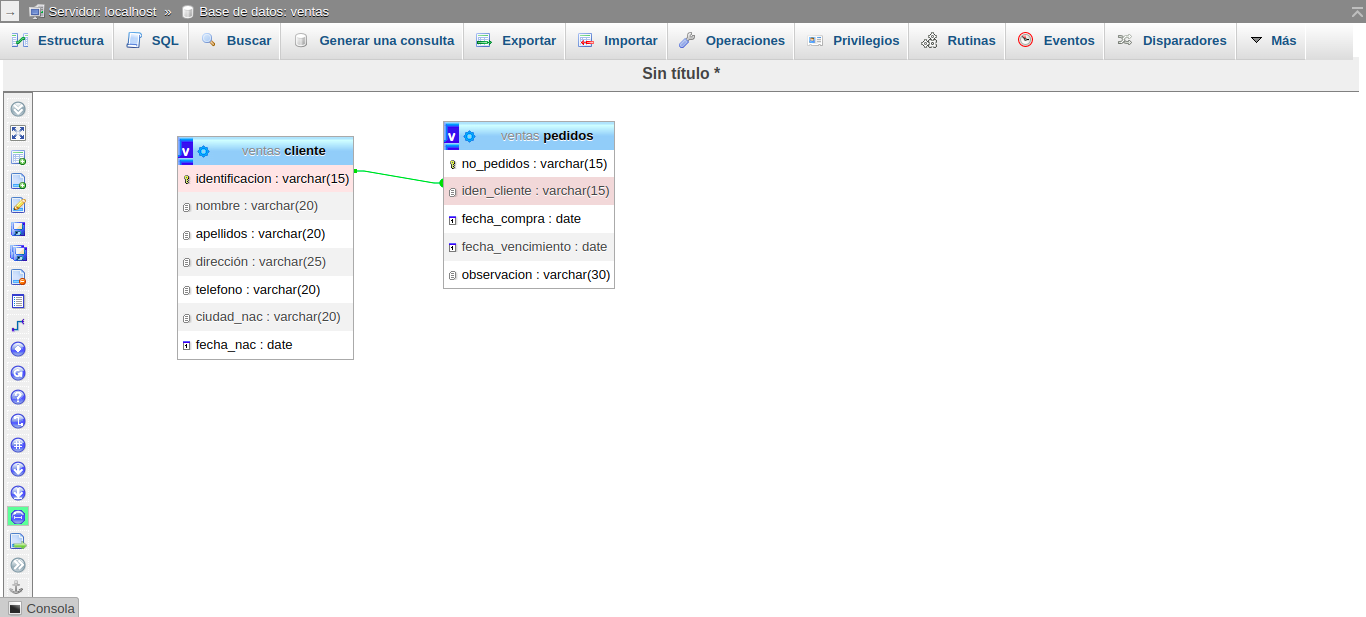 Servidor: localhost » Base de datos: ventas
Estructura SQL Buscar Generar una consulta Exportar Importar Operaciones Privilegios Rutinas Eventos Disparadores Más
Sin título *
v ventas cliente
identificacion : varchar(15)
nombre : varchar(20)
apellidos : varchar(20)
dirección : varchar(25)
telefono : varchar(20)
ciudad_nac : varchar(20)
fecha_nac : date
v ventas pedidos
no_pedidos : varchar(15)
iden_cliente : varchar(15)
fecha_compra : date
fecha_vencimiento : date
observacion : varchar(30)
Consola